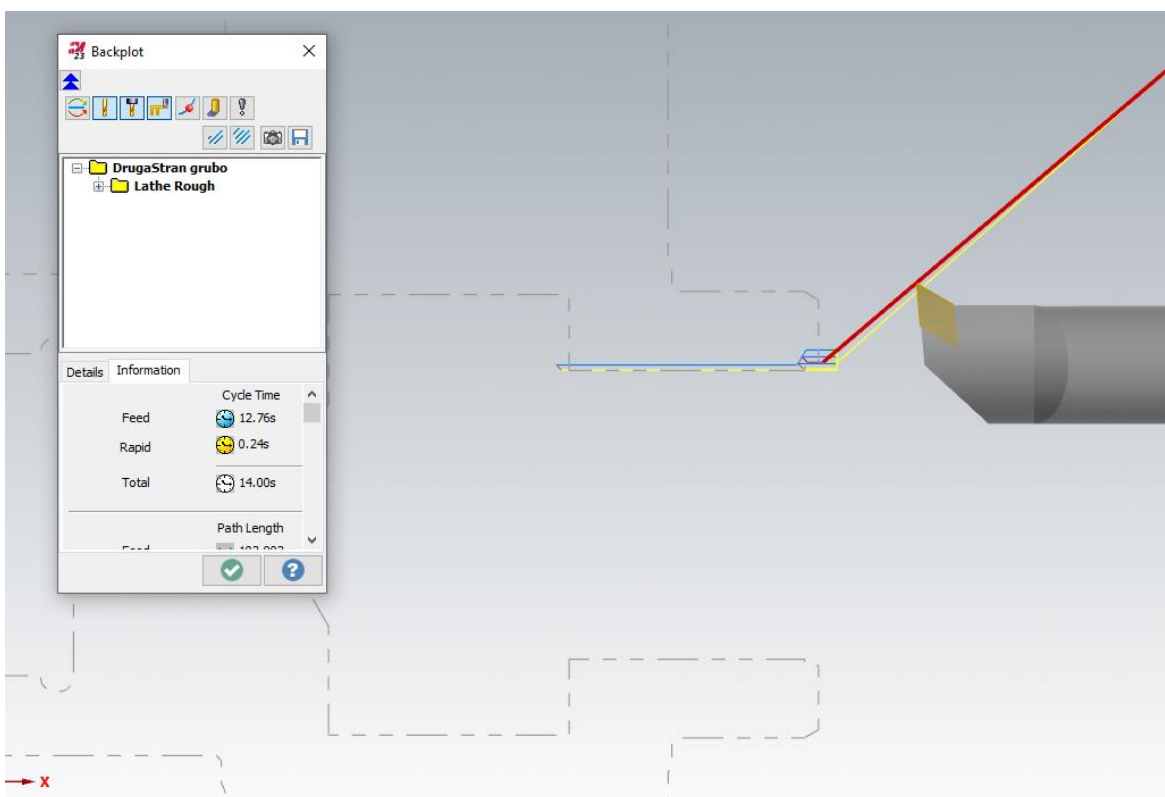 23 Backplot
DrugaStran grubo
Lathe Rough
Details Information
Cycle Time
Feed 12.76s
Rapid 0.24s
Total 14.00s
Path Length
X